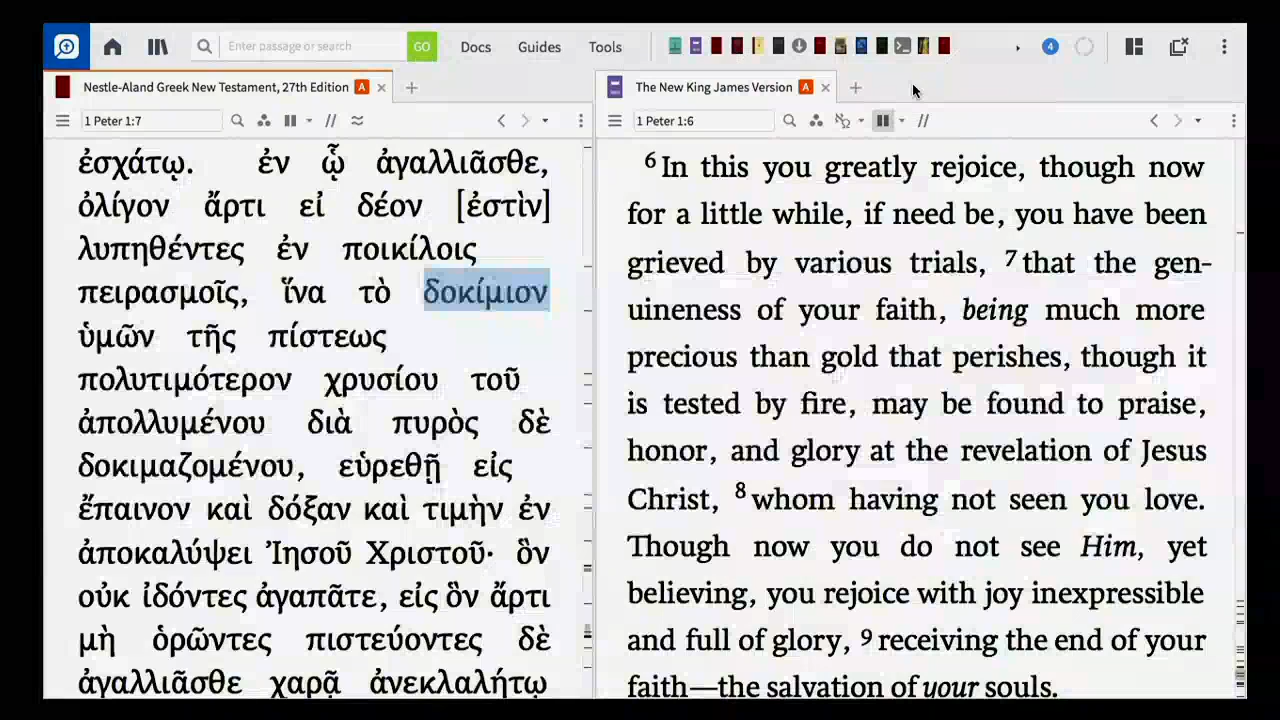 Enter passage or search
GO
Docs
Guides
Tools
4
Nestle-Aland Greek New Testament, 27th Edition A
1 Peter 1:7
ἐσχάτῳ. ἐν ᾧ ἀγαλλιᾶσθε,
ὀλίγον ἄρτι εἰ δέον [ἐστὶν]
λυπηθέντες ἐν ποικίλοις
πειρασμοῖς, ἵνα τὸ δοκίμιον
ὑμῶν τῆς πίστεως
πολυτιμότερον χρυσίου τοῦ
ἀπολλυμένου διὰ πυρὸς δὲ
δοκιμαζομένου, εὑρεθῇ εἰς
ἔπαινον καὶ δόξαν καὶ τιμὴν ἐν
ἀποκαλύψει Ἰησοῦ Χριστοῦ· ὃν
οὐκ ἰδόντες ἀγαπᾶτε, εἰς ὃν ἄρτι
μὴ ὁρῶντες πιστεύοντες δὲ
ἀγαλλιᾶσθε χαρᾷ ἀνεκλαλήτῳ
The New King James Version A
1 Peter 1:6
6 In this you greatly rejoice, though now
for a little while, if need be, you have been
grieved by various trials, 7 that the gen-
uineness of your faith, being much more
precious than gold that perishes, though it
is tested by fire, may be found to praise,
honor, and glory at the revelation of Jesus
Christ, 8 whom having not seen you love.
Though now you do not see Him, yet
believing, you rejoice with joy inexpressible
and full of glory, 9 receiving the end of your
faith—the salvation of your souls.